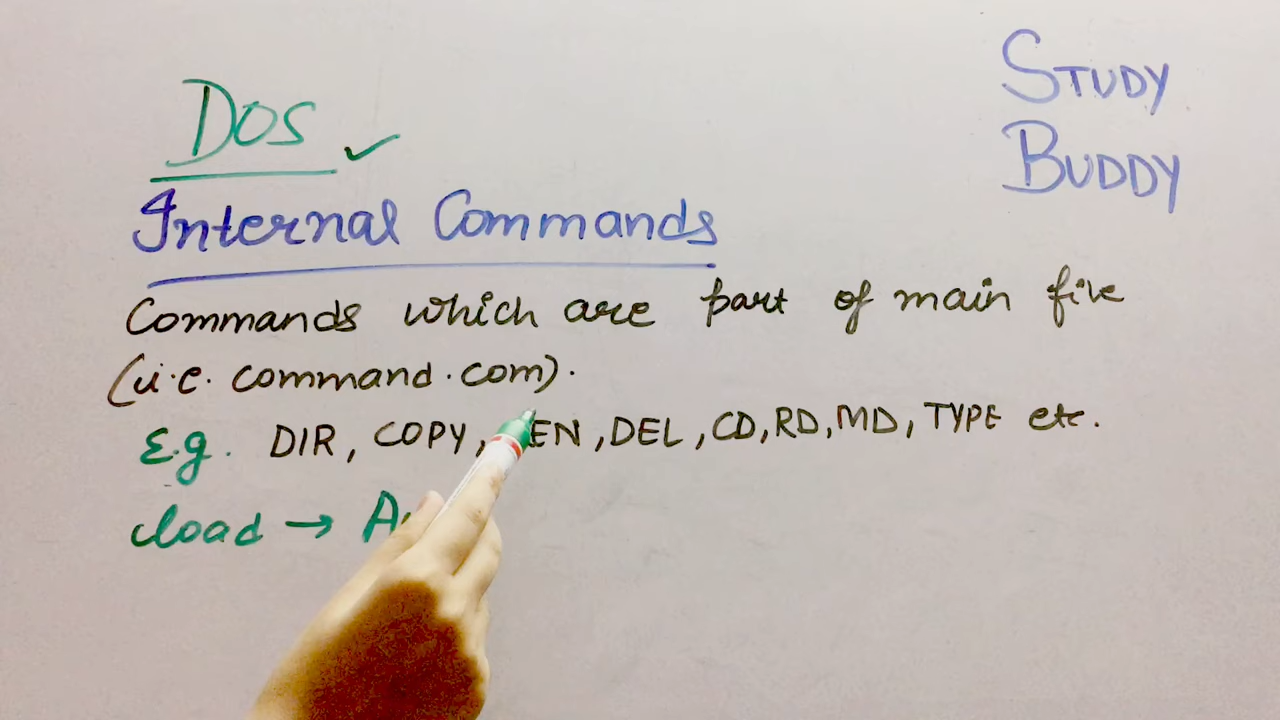 STUDY
BUDDY
DOS
Internal Commands
Commands which are part of main file
(i.e. command.com).
E.g. DIR, COPY, DEL, CD, RD, MD, TYPE etc.
load →